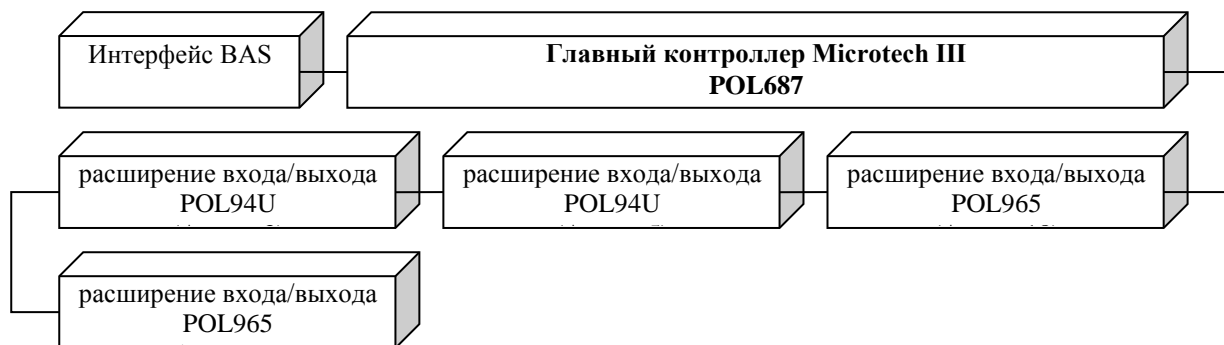 Интерфейс BAS
Главный контроллер Microtech III
POL687
расширение входа/выхода
POL94U
расширение входа/выхода
POL94U
расширение входа/выхода
POL965
расширение входа/выхода
POL965